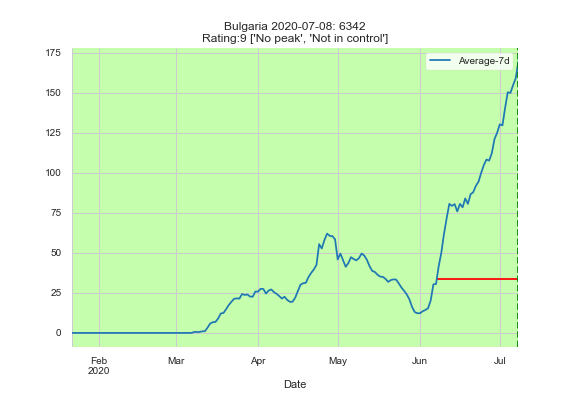 Bulgaria 2020-07-08: 6342
Rating:9 ['No peak', 'Not in control']
Average-7d
175
150
125
100
75
50
25
0
Feb Mar Apr May Jun Jul
2020
Date